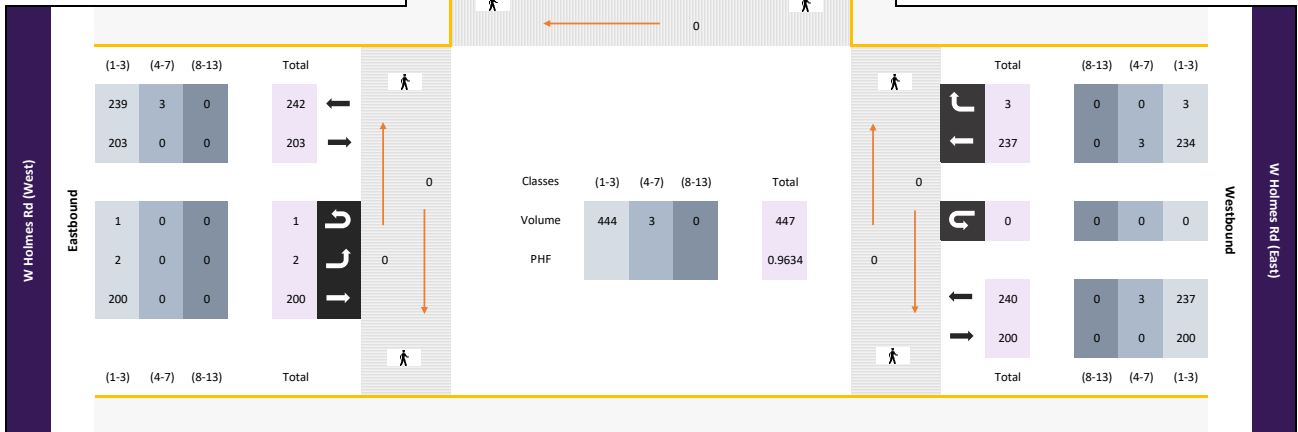 0
(1-3) (4-7) (8-13) Total
239 3 0 242
203 0 0 203
1 0 0 1
2 0 0 2
200 0 0 200
(1-3) (4-7) (8-13) Total
W Holmes Rd (West)
Eastbound
0
0
Classes (1-3) (4-7) (8-13) Total
Volume 444 3 0 447
PHF 0.9634
0
0
Total (8-13) (4-7) (1-3)
3 0 0 3
237 0 3 234
0 0 0 0
240 0 3 237
200 0 0 200
Total (8-13) (4-7) (1-3)
Westbound
W Holmes Rd (East)